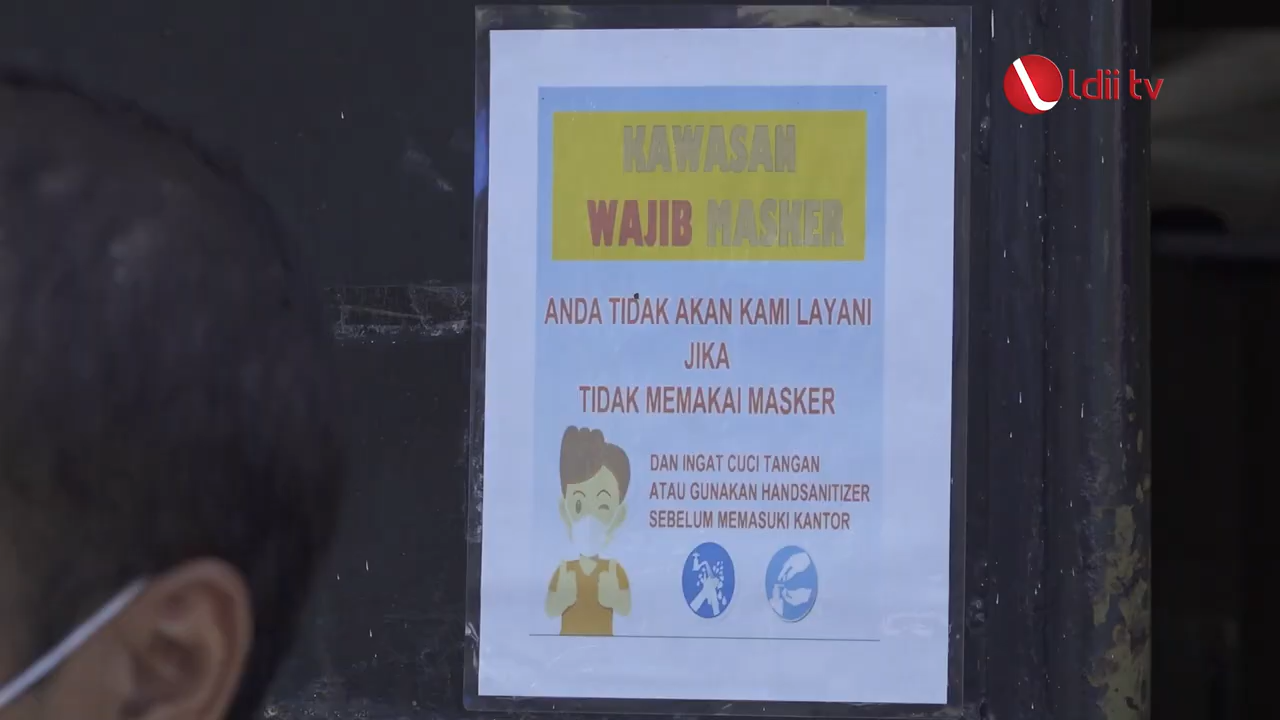 ldii tv
KAWASAN
WAJIB MASKER
ANDA TIDAK AKAN KAMI LAYANI
JIKA
TIDAK MEMAKAI MASKER
DAN INGAT CUCI TANGAN
ATAU GUNAKAN HANDSANITIZER
SEBELUM MEMASUKI KANTOR